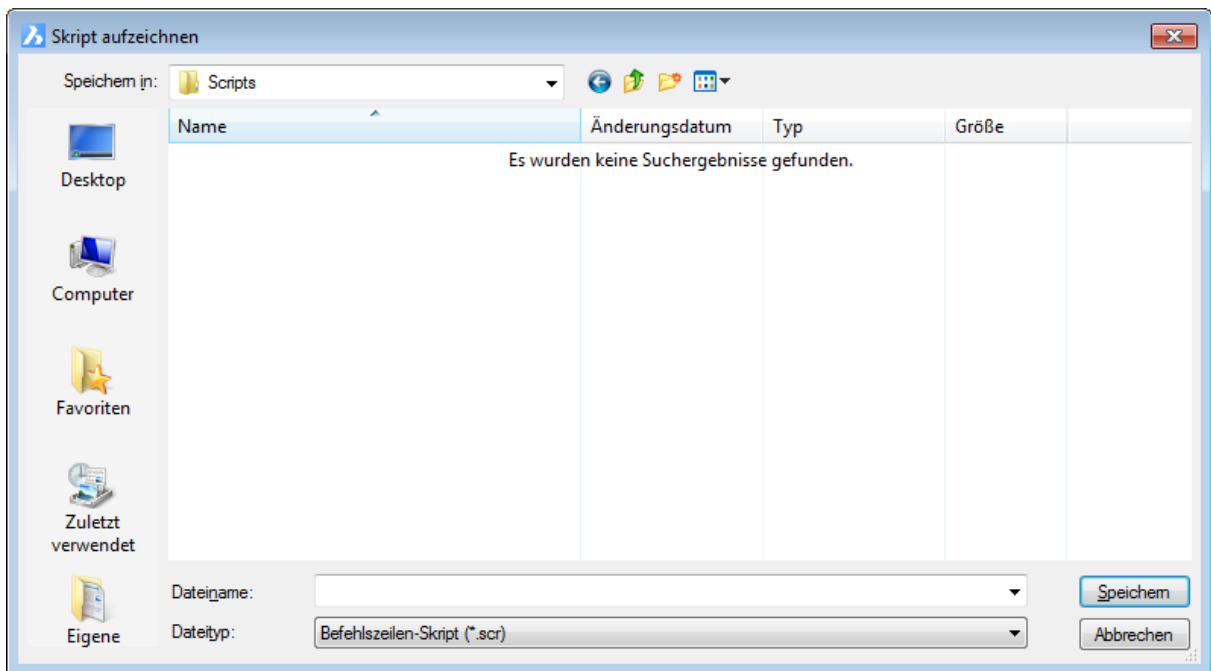 Skript aufzeichnen
Speichern in: Scripts
Name Änderungsdatum Typ Größe
Es wurden keine Suchergebnisse gefunden.
Desktop
Computer
Favoriten
Zuletzt
verwendet
Eigene
Dateiname: Speichern
Dateityp: Befehlszeilen-Skript (*.scr) Abbrechen